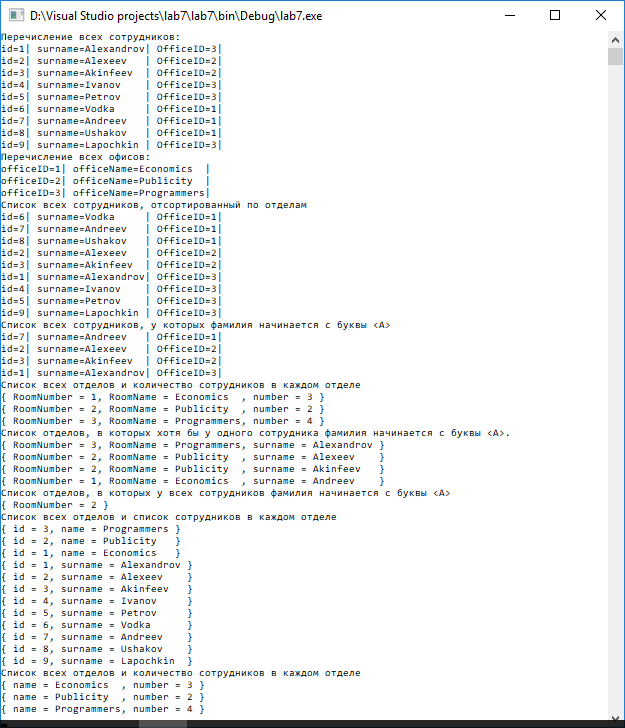 D:\Visual Studio projects\lab7\lab7\bin\Debug\lab7.exe
Перечисление всех сотрудников:
id=1| surname=Alexandrov| OfficeID=3|
id=2| surname=Alexeev   | OfficeID=2|
id=3| surname=Akinfeev  | OfficeID=2|
id=4| surname=Ivanov    | OfficeID=3|
id=5| surname=Petrov    | OfficeID=3|
id=6| surname=Vodka     | OfficeID=1|
id=7| surname=Andreev   | OfficeID=1|
id=8| surname=Ushakov   | OfficeID=1|
id=9| surname=Lapochkin | OfficeID=3|
Перечисление всех офисов:
officeID=1| officeName=Economics  |
officeID=2| officeName=Publicity  |
officeID=3| officeName=Programmers|
Список всех сотрудников, отсортированный по отделам
id=6| surname=Vodka     | OfficeID=1|
id=7| surname=Andreev   | OfficeID=1|
id=8| surname=Ushakov   | OfficeID=1|
id=2| surname=Alexeev   | OfficeID=2|
id=3| surname=Akinfeev  | OfficeID=2|
id=1| surname=Alexandrov| OfficeID=3|
id=4| surname=Ivanov    | OfficeID=3|
id=5| surname=Petrov    | OfficeID=3|
id=9| surname=Lapochkin | OfficeID=3|
Список всех сотрудников, у которых фамилия начинается с буквы <А>
id=7| surname=Andreev   | OfficeID=1|
id=2| surname=Alexeev   | OfficeID=2|
id=3| surname=Akinfeev  | OfficeID=2|
id=1| surname=Alexandrov| OfficeID=3|
Список всех отделов и количество сотрудников в каждом отделе
{ RoomNumber = 1, RoomName = Economics  , number = 3 }
{ RoomNumber = 2, RoomName = Publicity  , number = 2 }
{ RoomNumber = 3, RoomName = Programmers, number = 4 }
Список отделов, в которых хотя бы у одного сотрудника фамилия начинается с буквы <А>.
{ RoomNumber = 3, RoomName = Programmers, surname = Alexandrov }
{ RoomNumber = 2, RoomName = Publicity  , surname = Alexeev    }
{ RoomNumber = 2, RoomName = Publicity  , surname = Akinfeev   }
{ RoomNumber = 1, RoomName = Economics  , surname = Andreev    }
Список отделов, в которых у всех сотрудников фамилия начинается с буквы <А>
{ RoomNumber = 2 }
Список всех отделов и список сотрудников в каждом отделе
{ id = 3, name = Programmers }
{ id = 2, name = Publicity   }
{ id = 1, name = Economics   }
{ id = 1, surname = Alexandrov }
{ id = 2, surname = Alexeev    }
{ id = 3, surname = Akinfeev   }
{ id = 4, surname = Ivanov     }
{ id = 5, surname = Petrov     }
{ id = 6, surname = Vodka      }
{ id = 7, surname = Andreev    }
{ id = 8, surname = Ushakov    }
{ id = 9, surname = Lapochkin  }
Список всех отделов и количество сотрудников в каждом отделе
{ name = Economics  , number = 3 }
{ name = Publicity  , number = 2 }
{ name = Programmers, number = 4 }